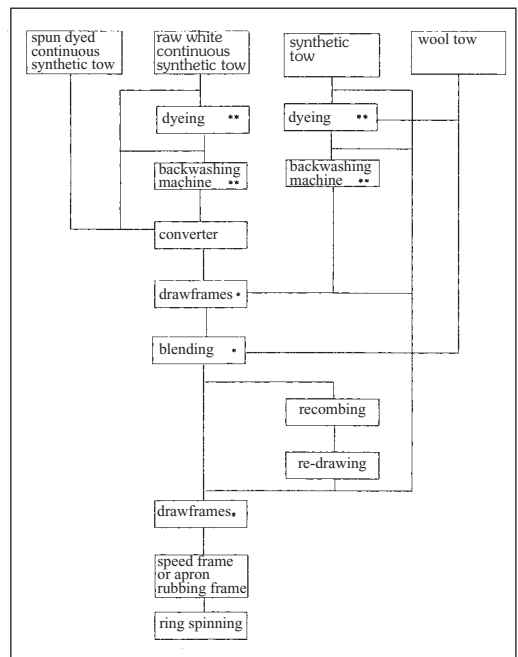 spun dyed
continuous
synthetic tow
raw white
continuous
synthetic tow
synthetic
tow
wool tow
dyeing **
dyeing **
backwashing
machine **
backwashing
machine **
converter
drawframes *
blending *
recombing
re-drawing
drawframes *
speed frame
or apron
rubbing frame
ring spinning